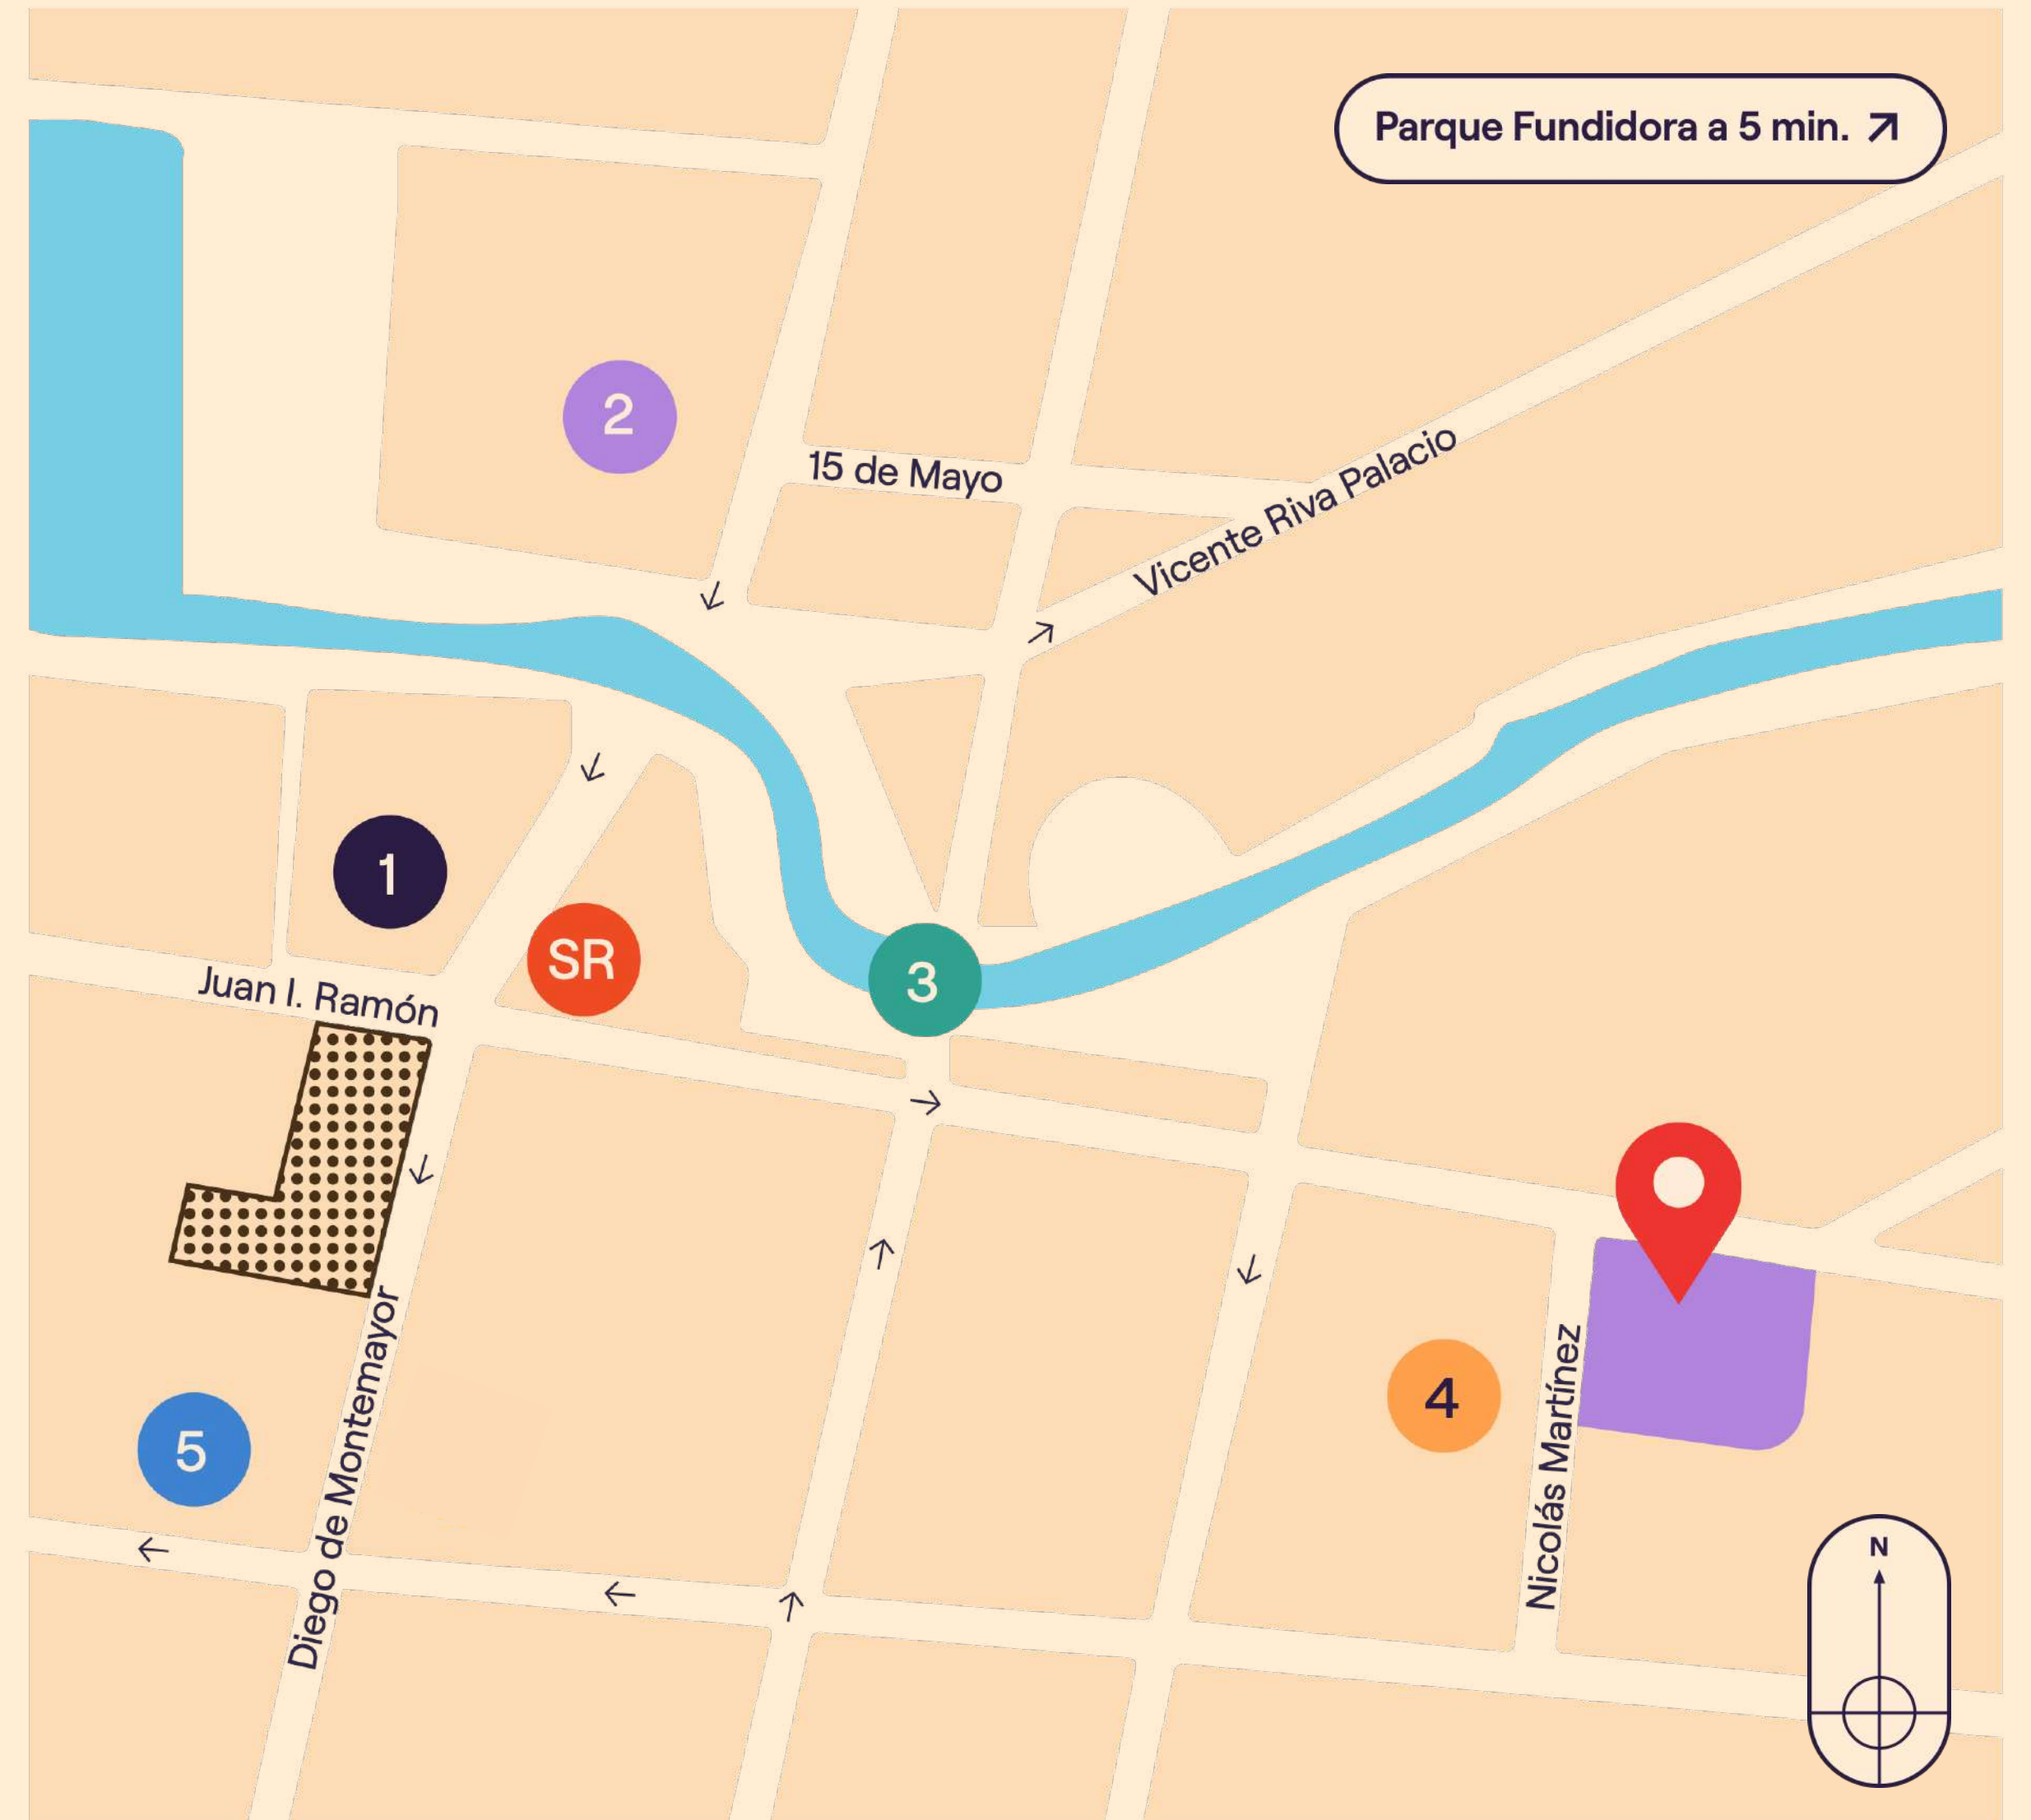 Parque Fundidora a 5 min.
2
15 de Mayo
Vicente Riva Palacio
1
SR
3
Juan I. Ramón
4
Nicolás Martínez
5
Diego de Montemayor
N